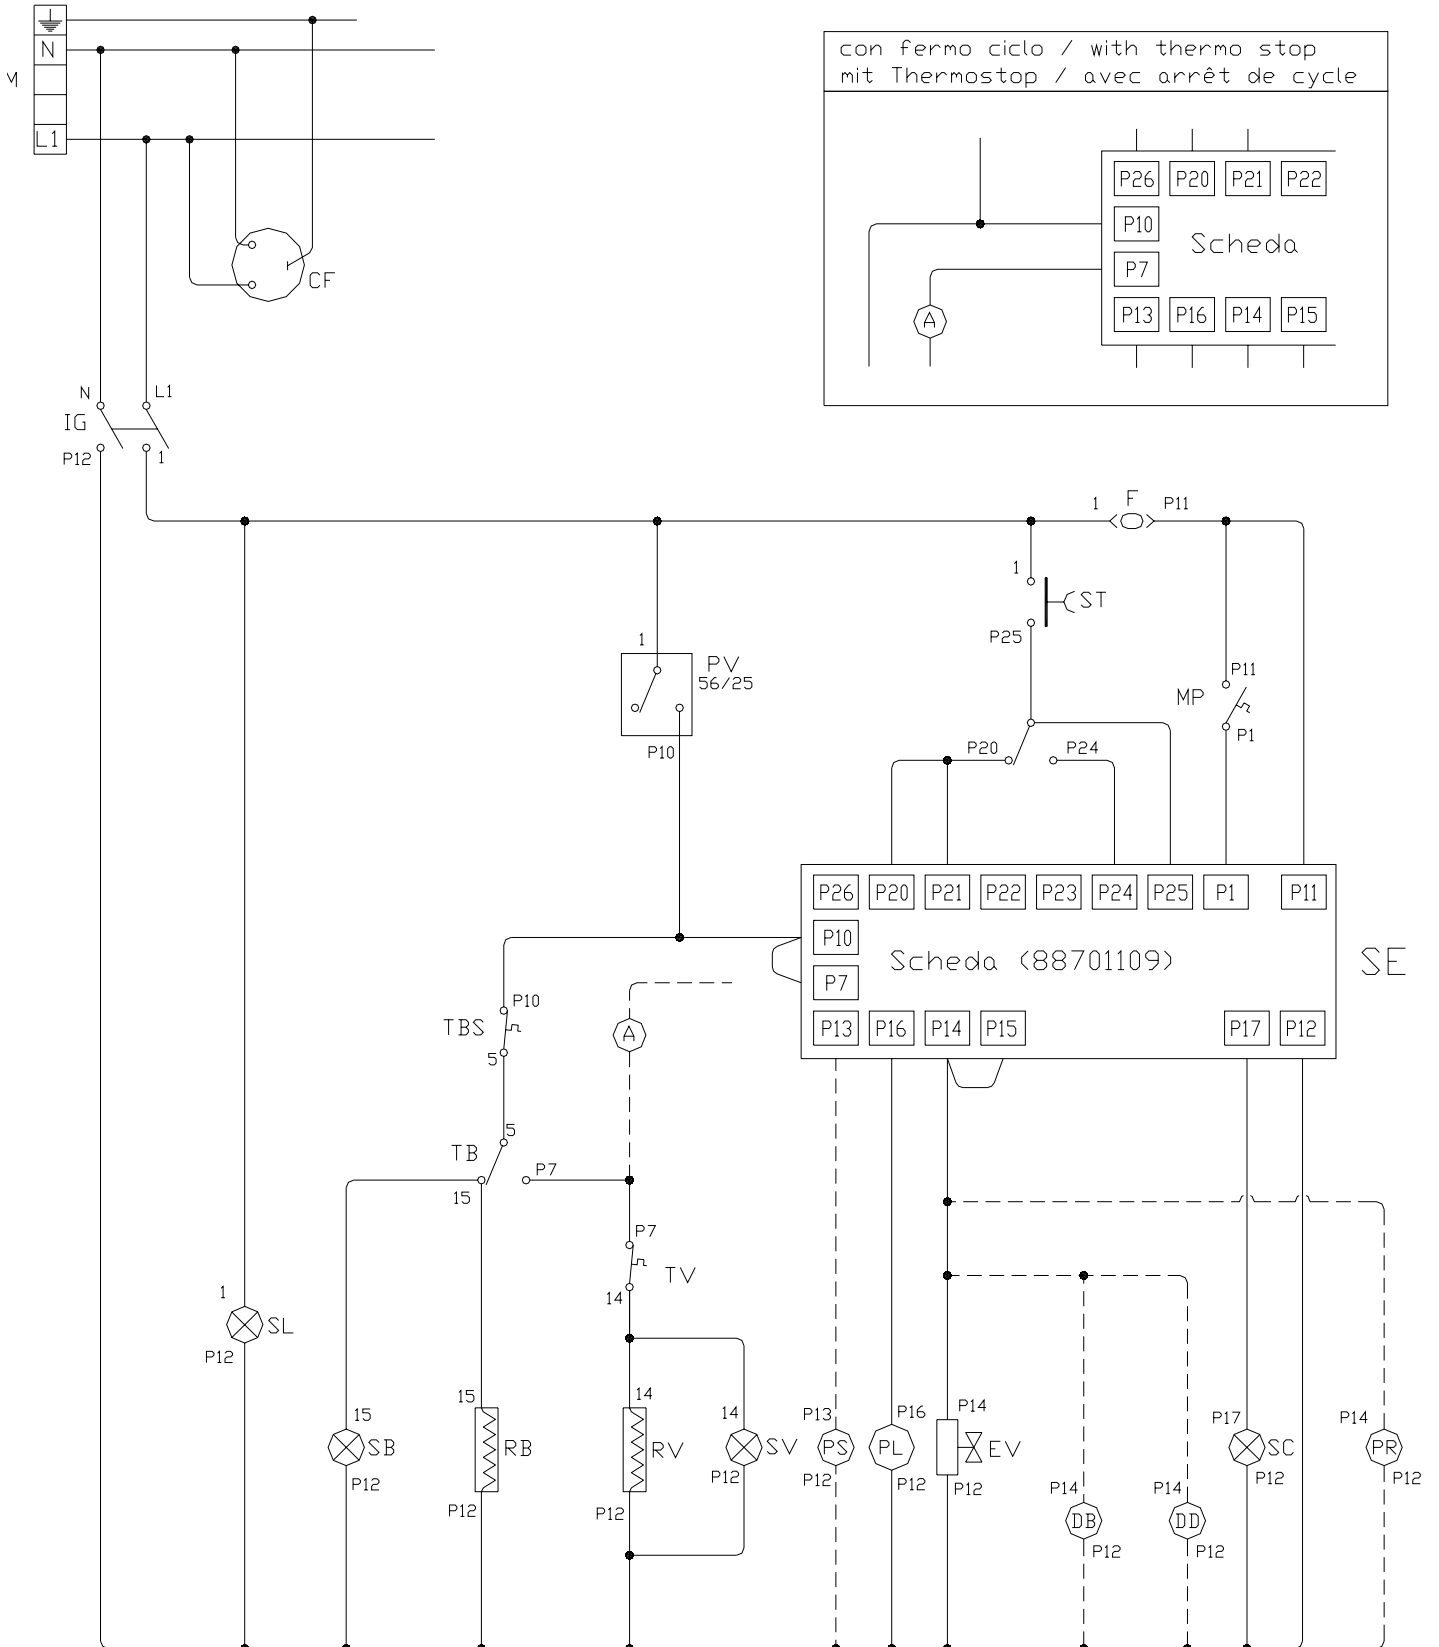 N
M
L1
CF
con fermo ciclo / with thermo stop
mit Thermostop / avec arrêt de cycle
P26 P20 P21 P22
P10
Scheda
P7
A
P13 P16 P14 P15
N L1
IG
P12 1
1 F P11
1
ST
P25
1
PV
56/25
P10
P11
MP
P1
P20 P24
P26 P20 P21 P22 P23 P24 P25 P1 P11
P10
Scheda (88701109)
SE
P7
P13 P16 P14 P15 P17 P12
P10
TBS
5
A
5
TB
P7
15
P7
TV
14
1
SL
P12
15
SB
P12
15
RB
P12
14
RV
P12
14
SV
P12
P13
PS
P12
P16
PL
P12
P14
EV
P12
P14
DB
P12
P14
DD
P12
P17
SC
P12
P14
PR
P12